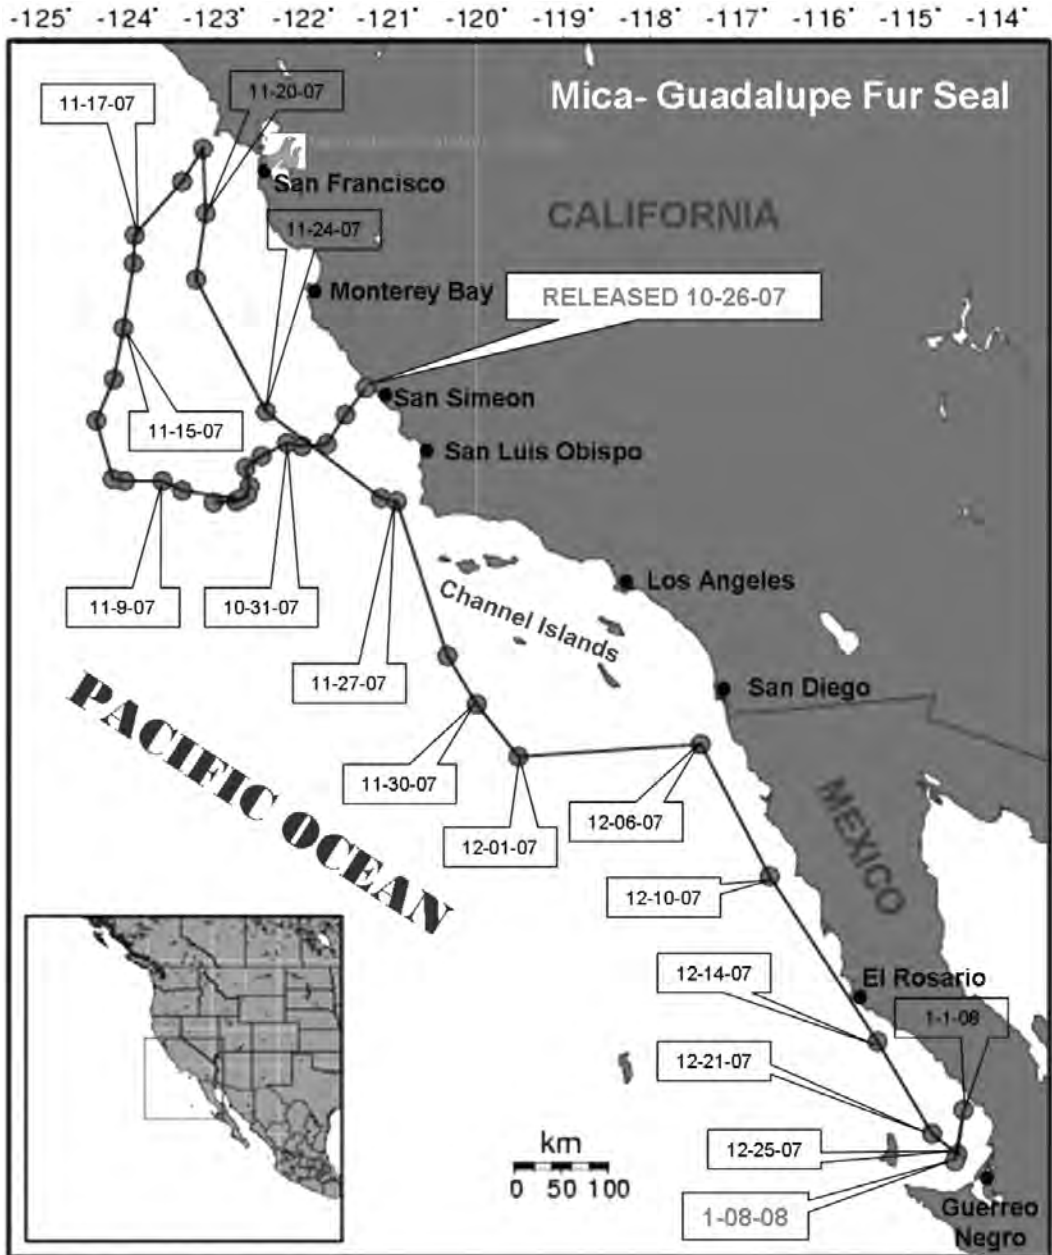 -125° -124° -123° -122° -121° -120° -119° -118° -117° -116° -115° -114°
Mica- Guadalupe Fur Seal
11-17-07
11-20-07
San Francisco
CALIFORNIA
11-24-07
Monterey Bay
RELEASED 10-26-07
San Simeon
11-15-07
San Luis Obispo
Los Angeles
11-9-07
10-31-07
Channel Islands
11-27-07
San Diego
PACIFIC OCEAN
11-30-07
12-01-07
12-06-07
MEXICO
12-10-07
12-14-07
El Rosario
1-1-08
12-21-07
12-25-07
km
0 50 100
1-08-08
Guerreo
Negro